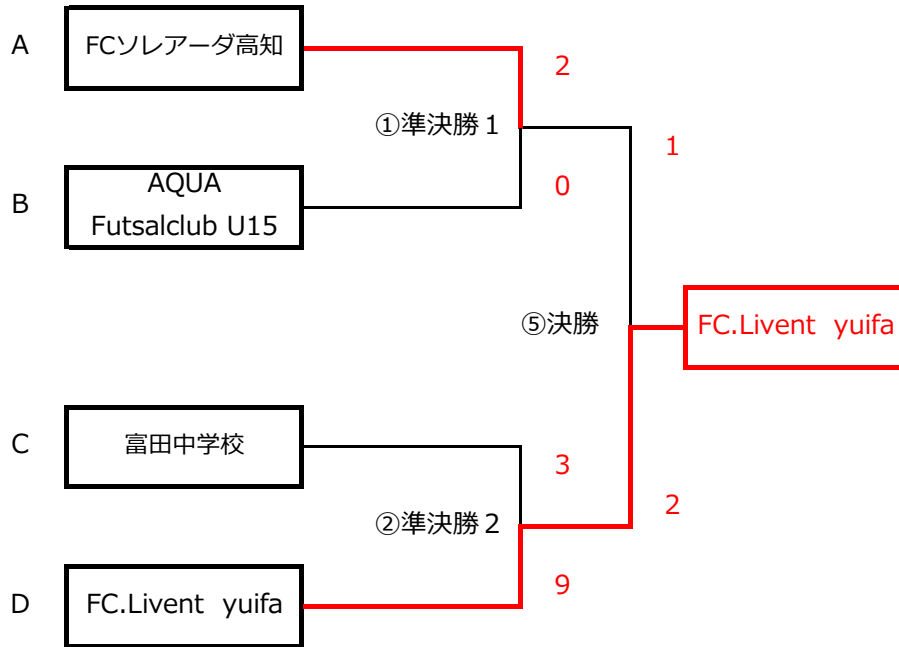 A
FCソレアーダ高知
2
①準決勝１
1
B
AQUA
Futsalclub U15
0
⑤決勝
FC.Livent yuifa
C
富田中学校
3
②準決勝２
2
D
FC.Livent yuifa
9